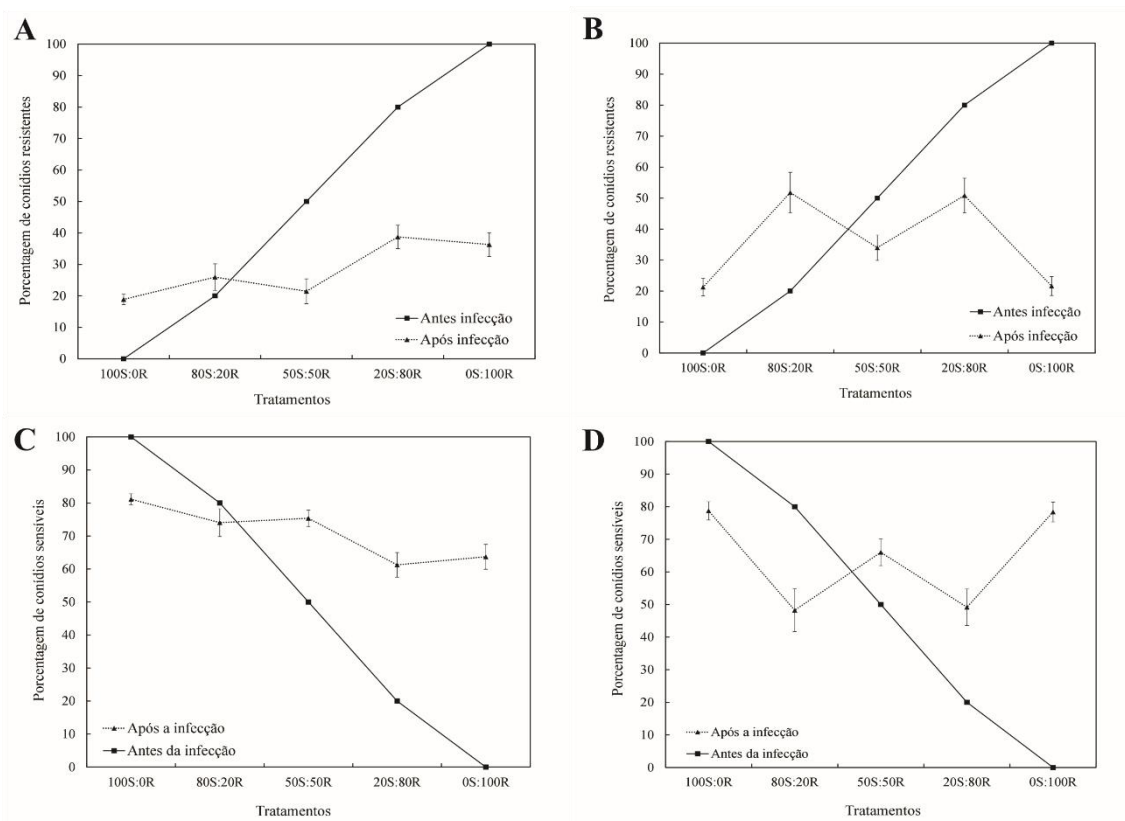 A
Porcentagem de conídios resistentes
100
90
80
70
60
50
40
30
20
10
0
Antes infecção
Após infecção
100S:0R 80S:20R 50S:50R 20S:80R 0S:100R
Tratamentos
B
Porcentagem de conídios resistentes
100
90
80
70
60
50
40
30
20
10
0
Antes infecção
Após infecção
100S:0R 80S:20R 50S:50R 20S:80R 0S:100R
Tratamentos
C
Porcentagem de conídios sensíveis
100
90
80
70
60
50
40
30
20
10
0
Após a infecção
Antes da infecção
100S:0R 80S:20R 50S:50R 20S:80R 0S:100R
Tratamentos
D
Porcentagem de conídios sensíveis
100
90
80
70
60
50
40
30
20
10
0
Após a infecção
Antes da infecção
100S:0R 80S:20R 50S:50R 20S:80R 0S:100R
Tratamentos